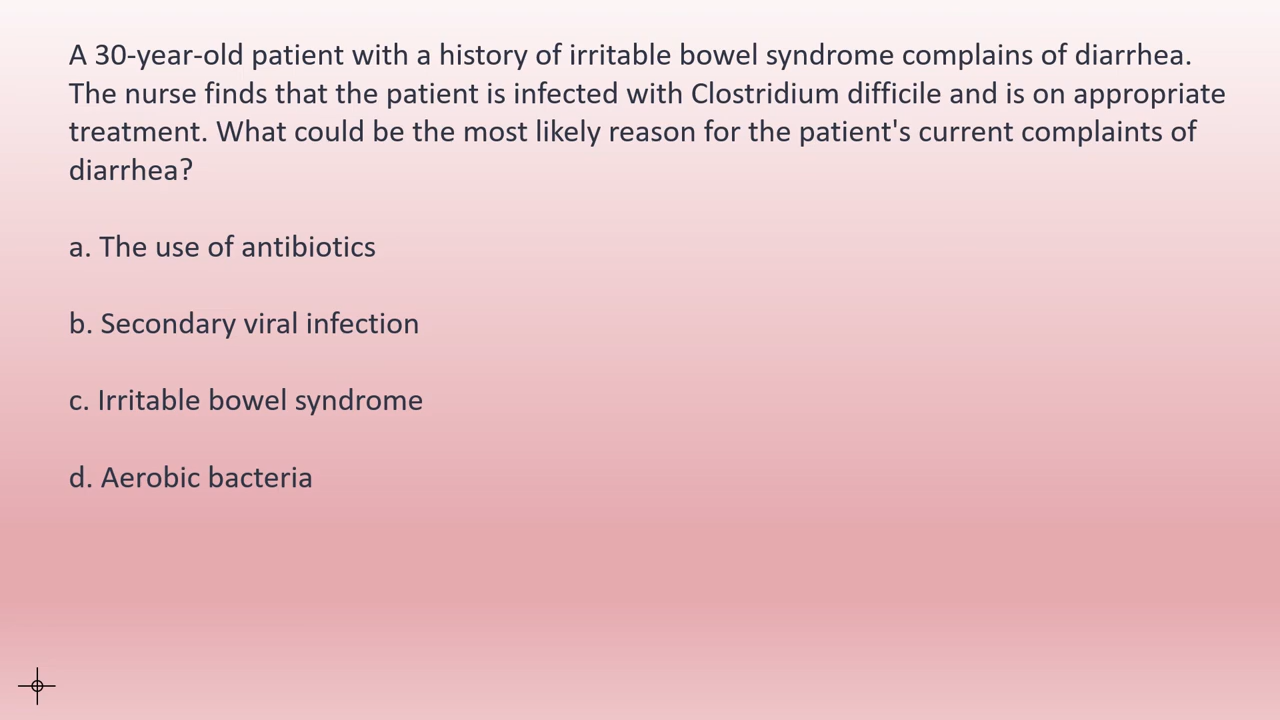 A 30-year-old patient with a history of irritable bowel syndrome complains of diarrhea.
The nurse finds that the patient is infected with Clostridium difficile and is on appropriate
treatment. What could be the most likely reason for the patient's current complaints of
diarrhea?
a. The use of antibiotics
b. Secondary viral infection
c. Irritable bowel syndrome
d. Aerobic bacteria